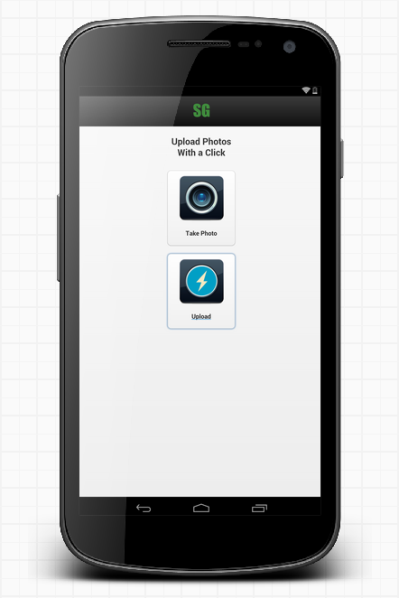 SG
Upload Photos
With a Click
Take Photo
Upload